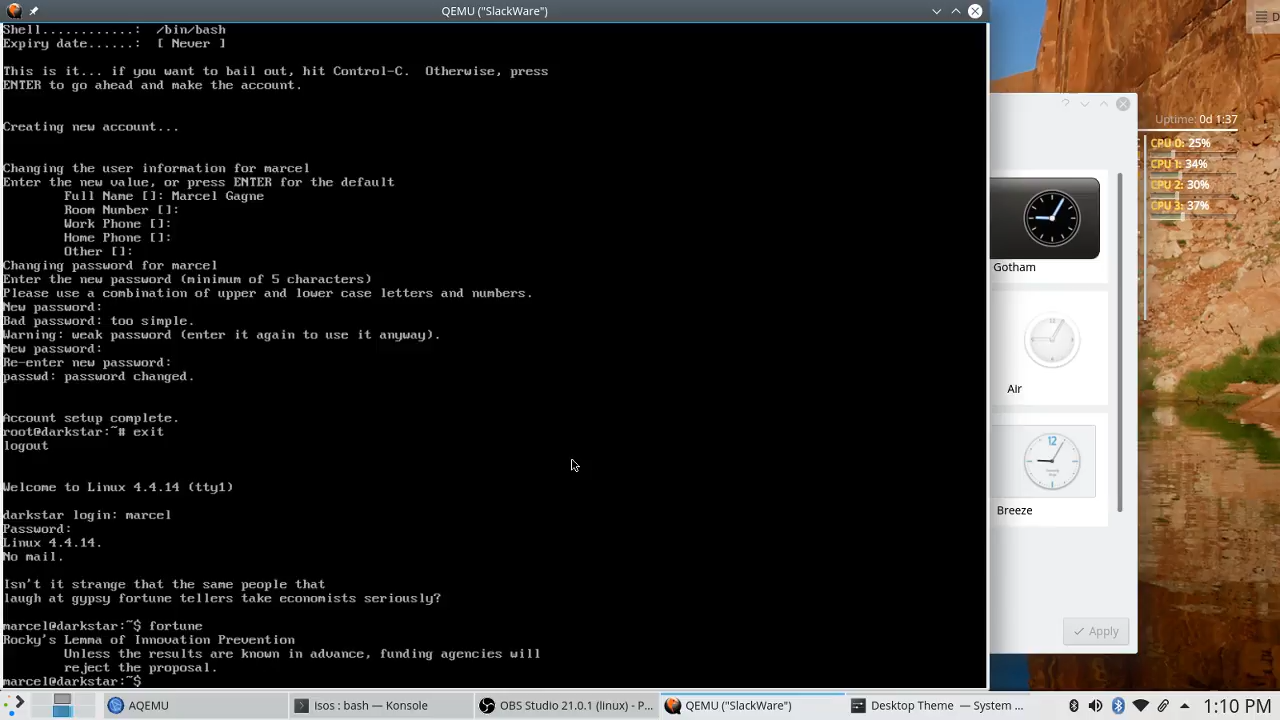 QEMU ("SlackWare")
Shell............:  /bin/bash
Expiry date......:  [ Never ]
This is it... if you want to bail out, hit Control-C.  Otherwise, press
ENTER to go ahead and make the account.
Creating new account...
Changing the user information for marcel
Enter the new value, or press ENTER for the default
Full Name []: Marcel Gagne
Room Number []:
Work Phone []:
Home Phone []:
Other []:
Changing password for marcel
Enter the new password (minimum of 5 characters)
Please use a combination of upper and lower case letters and numbers.
New password:
Bad password: too simple.
Warning: weak password (enter it again to use it anyway).
New password:
Re-enter new password:
passwd: password changed.
Account setup complete.
root@darkstar:~# exit
logout
Welcome to Linux 4.4.14 (tty1)
darkstar login: marcel
Password:
Linux 4.4.14.
No mail.
Isn't it strange that the same people that
laugh at gypsy fortune tellers take economists seriously?
marcel@darkstar:~$ fortune
Rocky's Lemma of Innovation Prevention
Unless the results are known in advance, funding agencies will
reject the proposal.
marcel@darkstar:~$
D
Uptime: 0d 1:37
CPU 0: 25%
CPU 1: 34%
CPU 2: 30%
CPU 3: 37%
Gotham
Air
12
Breeze
Apply
AQEMU
Isos : bash — Konsole
OBS Studio 21.0.1 (linux) - P...
QEMU ("SlackWare")
Desktop Theme — System ...
1:10 PM